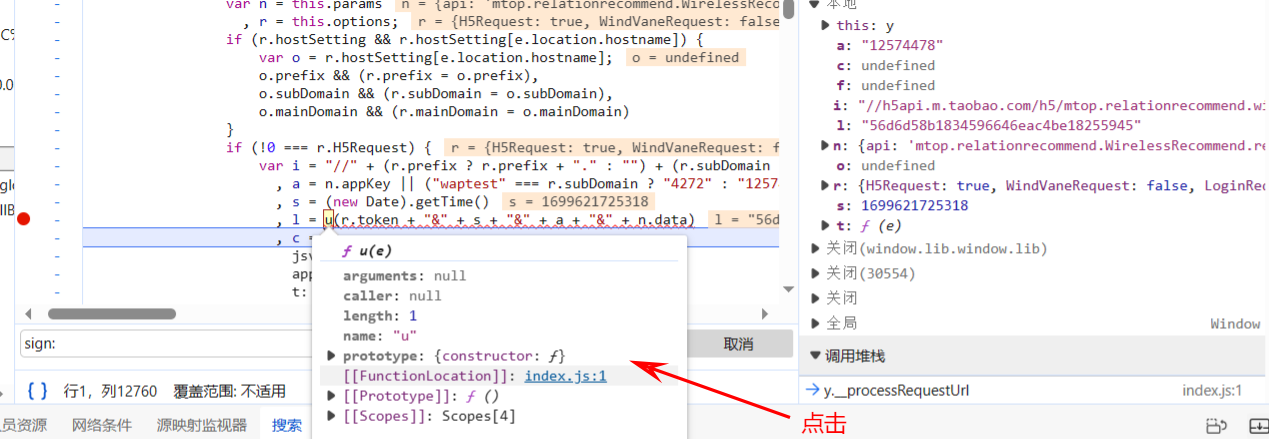 var n = this.params n = {api: 'mtop.relationrecommend.WirelessReco
, r = this.options; r = {H5Request: true, WindVaneRequest: false
if (r.hostSetting && r.hostSetting[e.location.hostname]) {
var o = r.hostSetting[e.location.hostname]; o = undefined
o.prefix && (r.prefix = o.prefix),
o.subDomain && (r.subDomain = o.subDomain),
o.mainDomain && (r.mainDomain = o.mainDomain)
}
if (!0 === r.H5Request) { r = {H5Request: true, WindVaneRequest: f
var i = "//" + (r.prefix ? r.prefix + "." : "") + (r.subDomain
, a = n.appKey || ("waptest" === r.subDomain ? "4272" : "1257
, s = (new Date).getTime() s = 1699621725318
, l = u(r.token + "&" + s + "&" + a + "&" + n.data) l = "56d
, c =
jsv
app
t:
ƒ u(e)
arguments: null
caller: null
length: 1
name: "u"
prototype: {constructor: ƒ}
[[FunctionLocation]]: index.js:1
[[Prototype]]: ƒ ()
[[Scopes]]: Scopes[4]
点击
sign:
取消
{ } 行1，列12760 覆盖范围: 不适用
员资源 网络条件 源映射监视器 搜索
本地
this: y
a: "12574478"
c: undefined
f: undefined
i: "//h5api.m.taobao.com/h5/mtop.relationrecommend.wi
l: "56d6d58b1834596646eac4be18255945"
n: {api: 'mtop.relationrecommend.WirelessRecommend.re
o: undefined
r: {H5Request: true, WindVaneRequest: false, LoginRec
s: 1699621725318
t: ƒ (e)
关闭(window.lib.window.lib)
关闭(30554)
关闭
全局 Window
调用堆栈
y.__processRequestUrl index.js:1